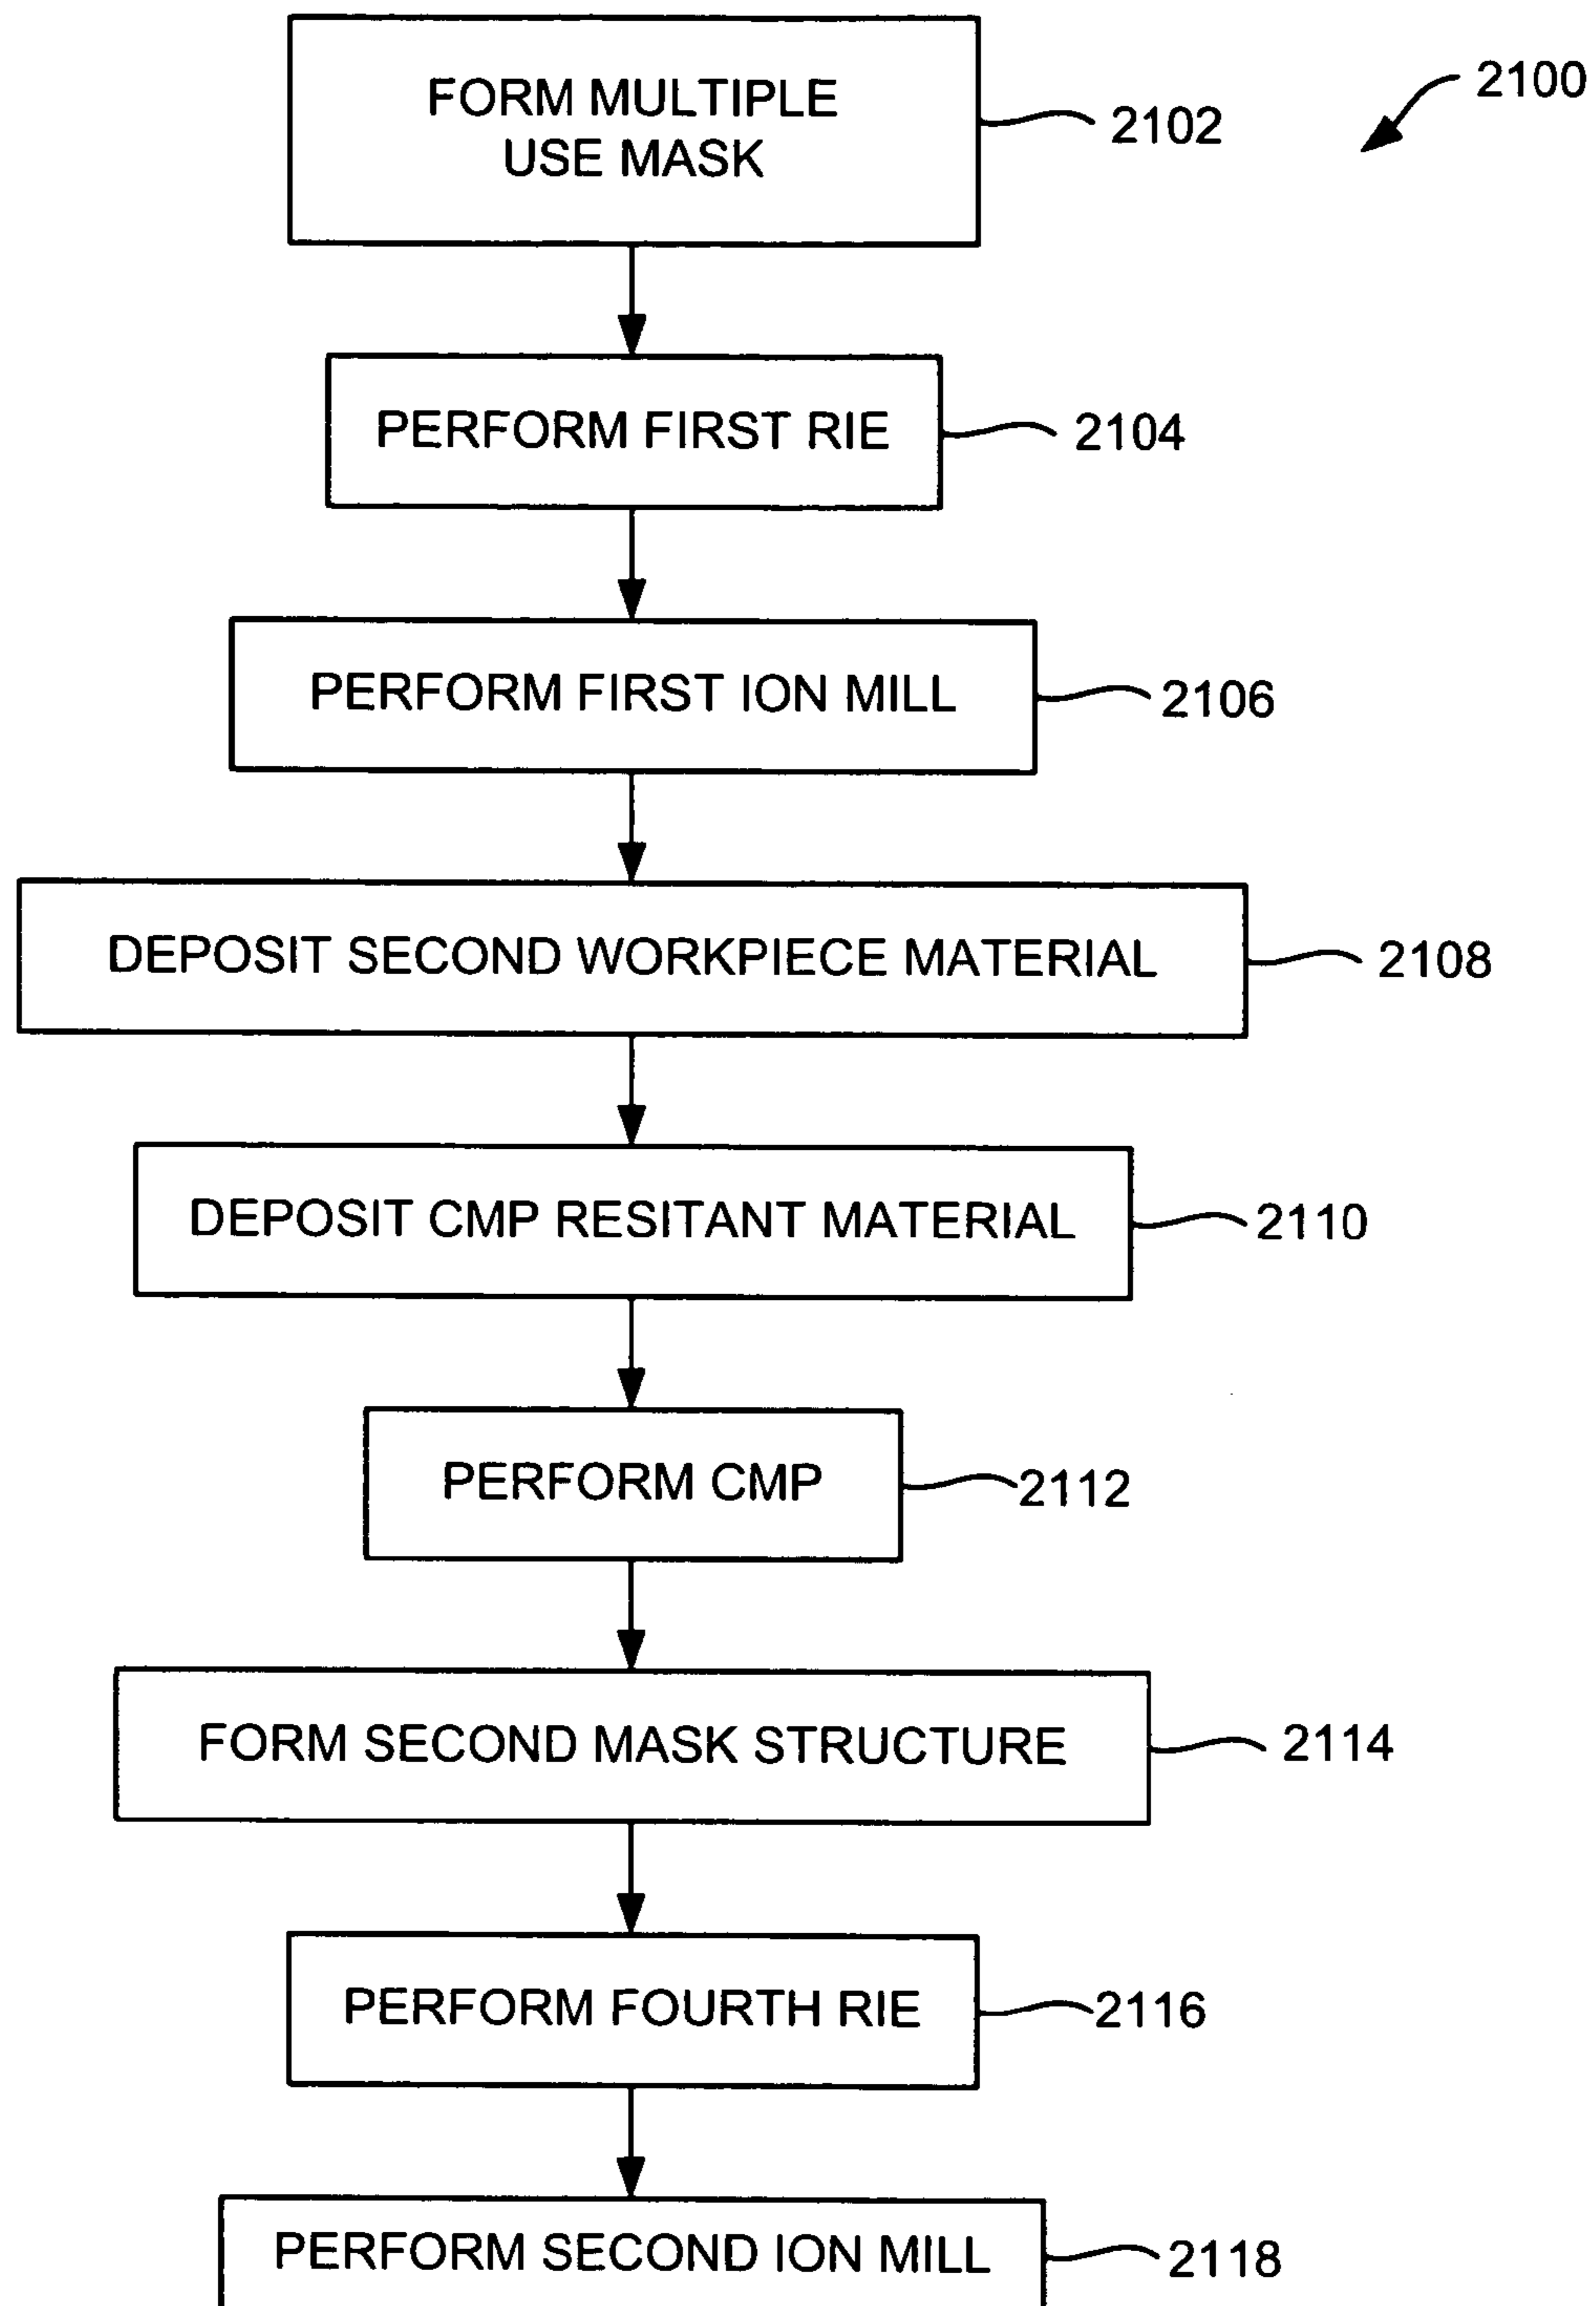 2100
FORM MULTIPLE
USE MASK
2102
PERFORM FIRST RIE
2104
PERFORM FIRST ION MILL
2106
DEPOSIT SECOND WORKPIECE MATERIAL
2108
DEPOSIT CMP RESITANT MATERIAL
2110
PERFORM CMP
2112
FORM SECOND MASK STRUCTURE
2114
PERFORM FOURTH RIE
2116
PERFORM SECOND ION MILL
2118